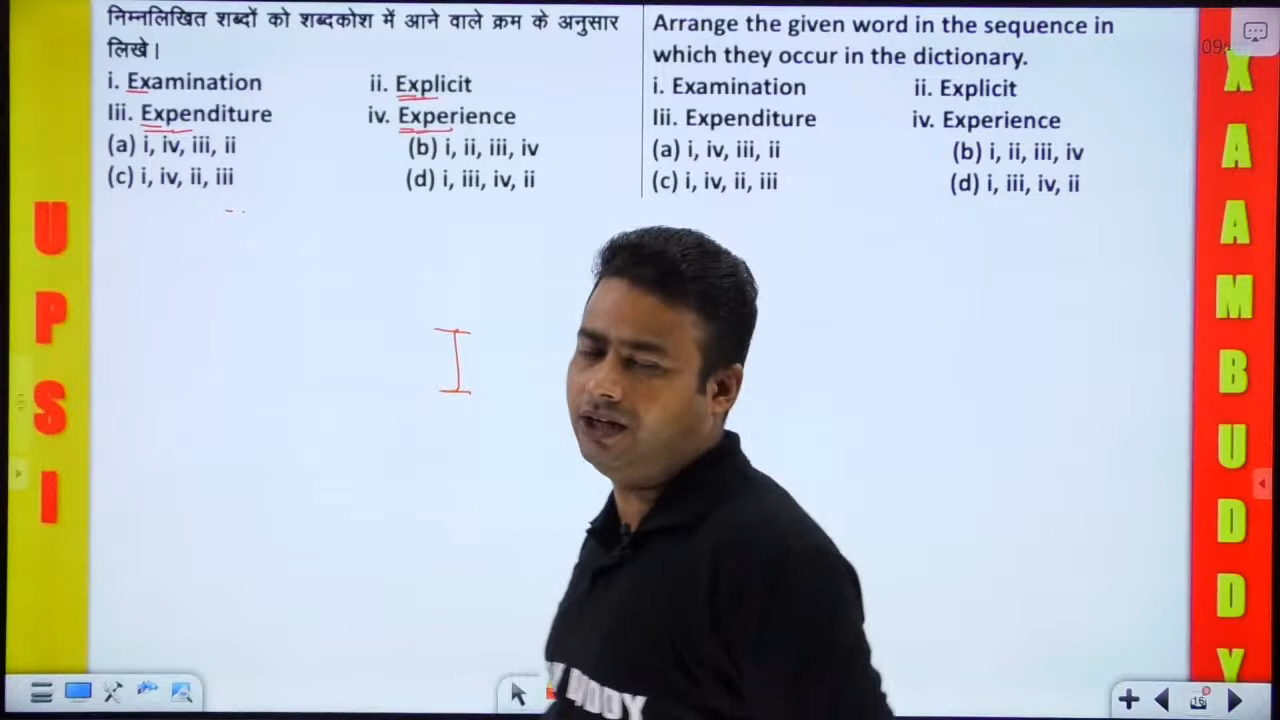 निम्नलिखित शब्दों को शब्दकोश में आने वाले क्रम के अनुसार
लिखे।
i. Examination ii. Explicit
Iii. Expenditure iv. Experience
(a) i, iv, iii, ii (b) i, ii, iii, iv
(c) i, iv, ii, iii (d) i, iii, iv, ii
Arrange the given word in the sequence in
which they occur in the dictionary.
i. Examination ii. Explicit
Iii. Expenditure iv. Experience
(a) i, iv, iii, ii (b) i, ii, iii, iv
(c) i, iv, ii, iii (d) i, iii, iv, ii
I
UPSI
XAAMBUDDY
BUDDY
16